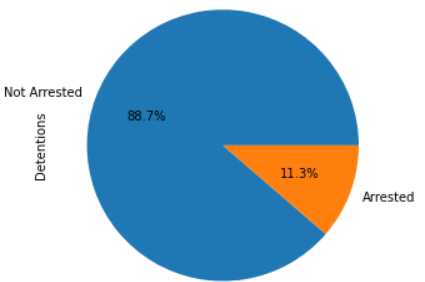 Not Arrested
88.7%
Detentions
11.3%
Arrested